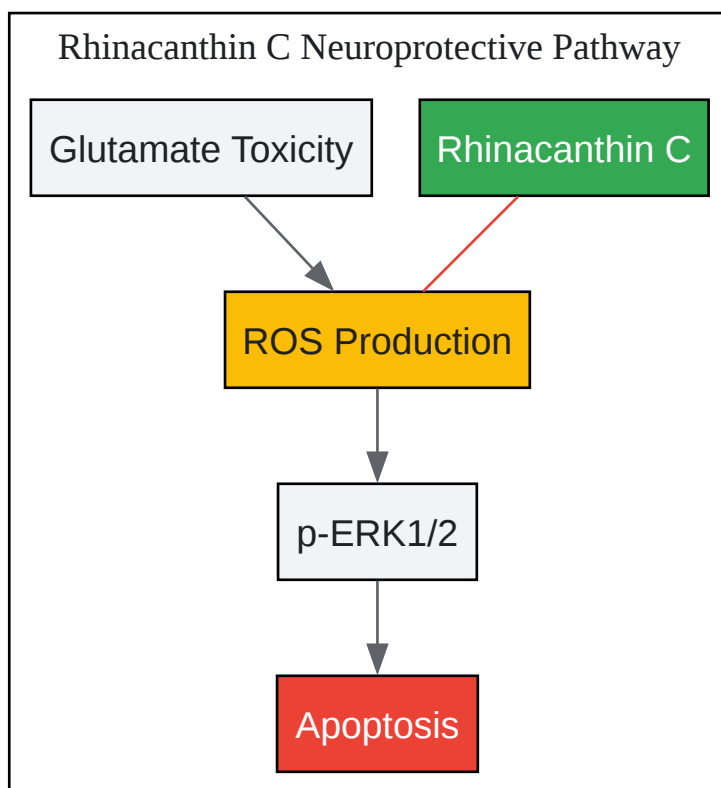 Rhinacanthin C Neuroprotective Pathway
Glutamate Toxicity
Rhinacanthin C
ROS Production
p-ERK1/2
Apoptosis